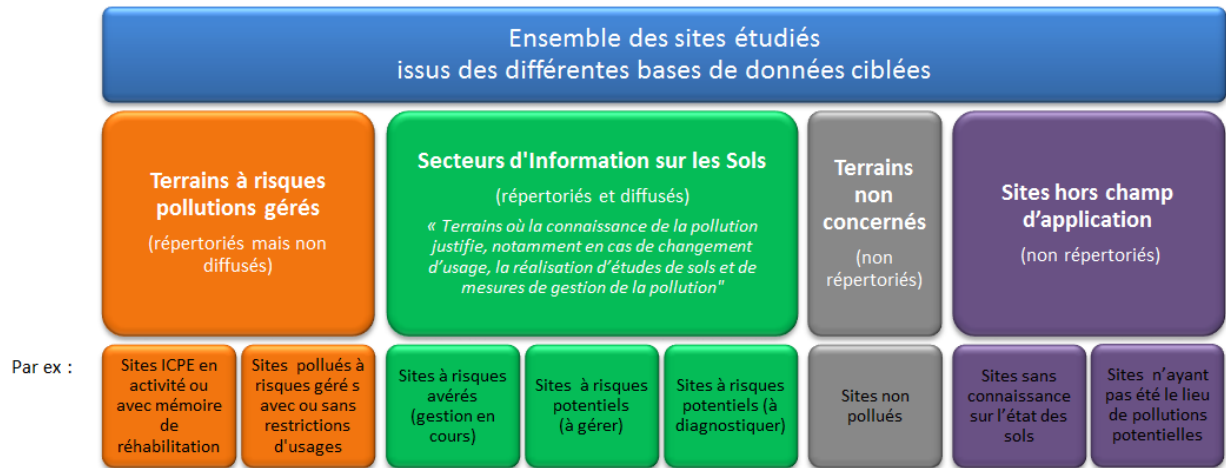 Ensemble des sites étudiés
issus des différentes bases de données ciblées
Terrains à risques
pollutions gérés
(répertoriés mais non
diffusés)
Secteurs d'Information sur les Sols
(répertoriés et diffusés)
« Terrains où la connaissance de la pollution
justifie, notamment en cas de changement
d'usage, la réalisation d'études de sols et de
mesures de gestion de la pollution"
Terrains
non
concernés
(non
répertoriés)
Sites hors champ
d'application
(non répertoriés)
Par ex :
Sites ICPE en
activité ou
avec mémoire
de
réhabilitation
Sites pollués à
risques géré s
avec ou sans
restrictions
d'usages
Sites à risques
avérés
(gestion en
cours)
Sites à risques
potentiels
(à gérer)
Sites à risques
potentiels (à
diagnostiquer)
Sites non
pollués
Sites sans
connaissance
sur l'état des
sols
Sites n'ayant
pas été le lieu
de pollutions
potentielles